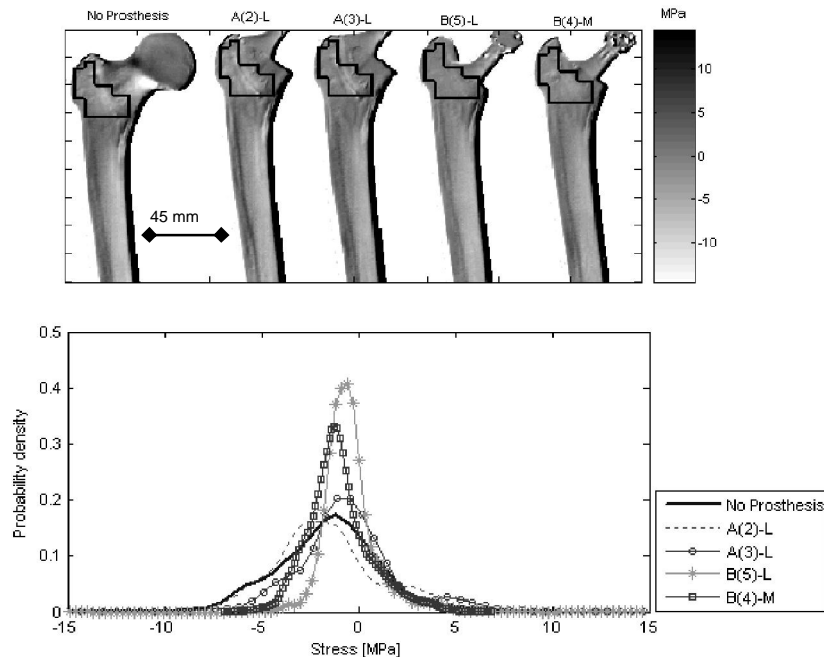 No Prosthesis
A(2)-L
A(3)-L
B(5)-L
B(4)-M
MPa
10
5
0
-5
-10
45 mm
0.5
0.4
0.3
0.2
0.1
0
Probability density
-15
-10
-5
0
5
10
15
Stress [MPa]
No Prosthesis
A(2)-L
A(3)-L
B(5)-L
B(4)-M